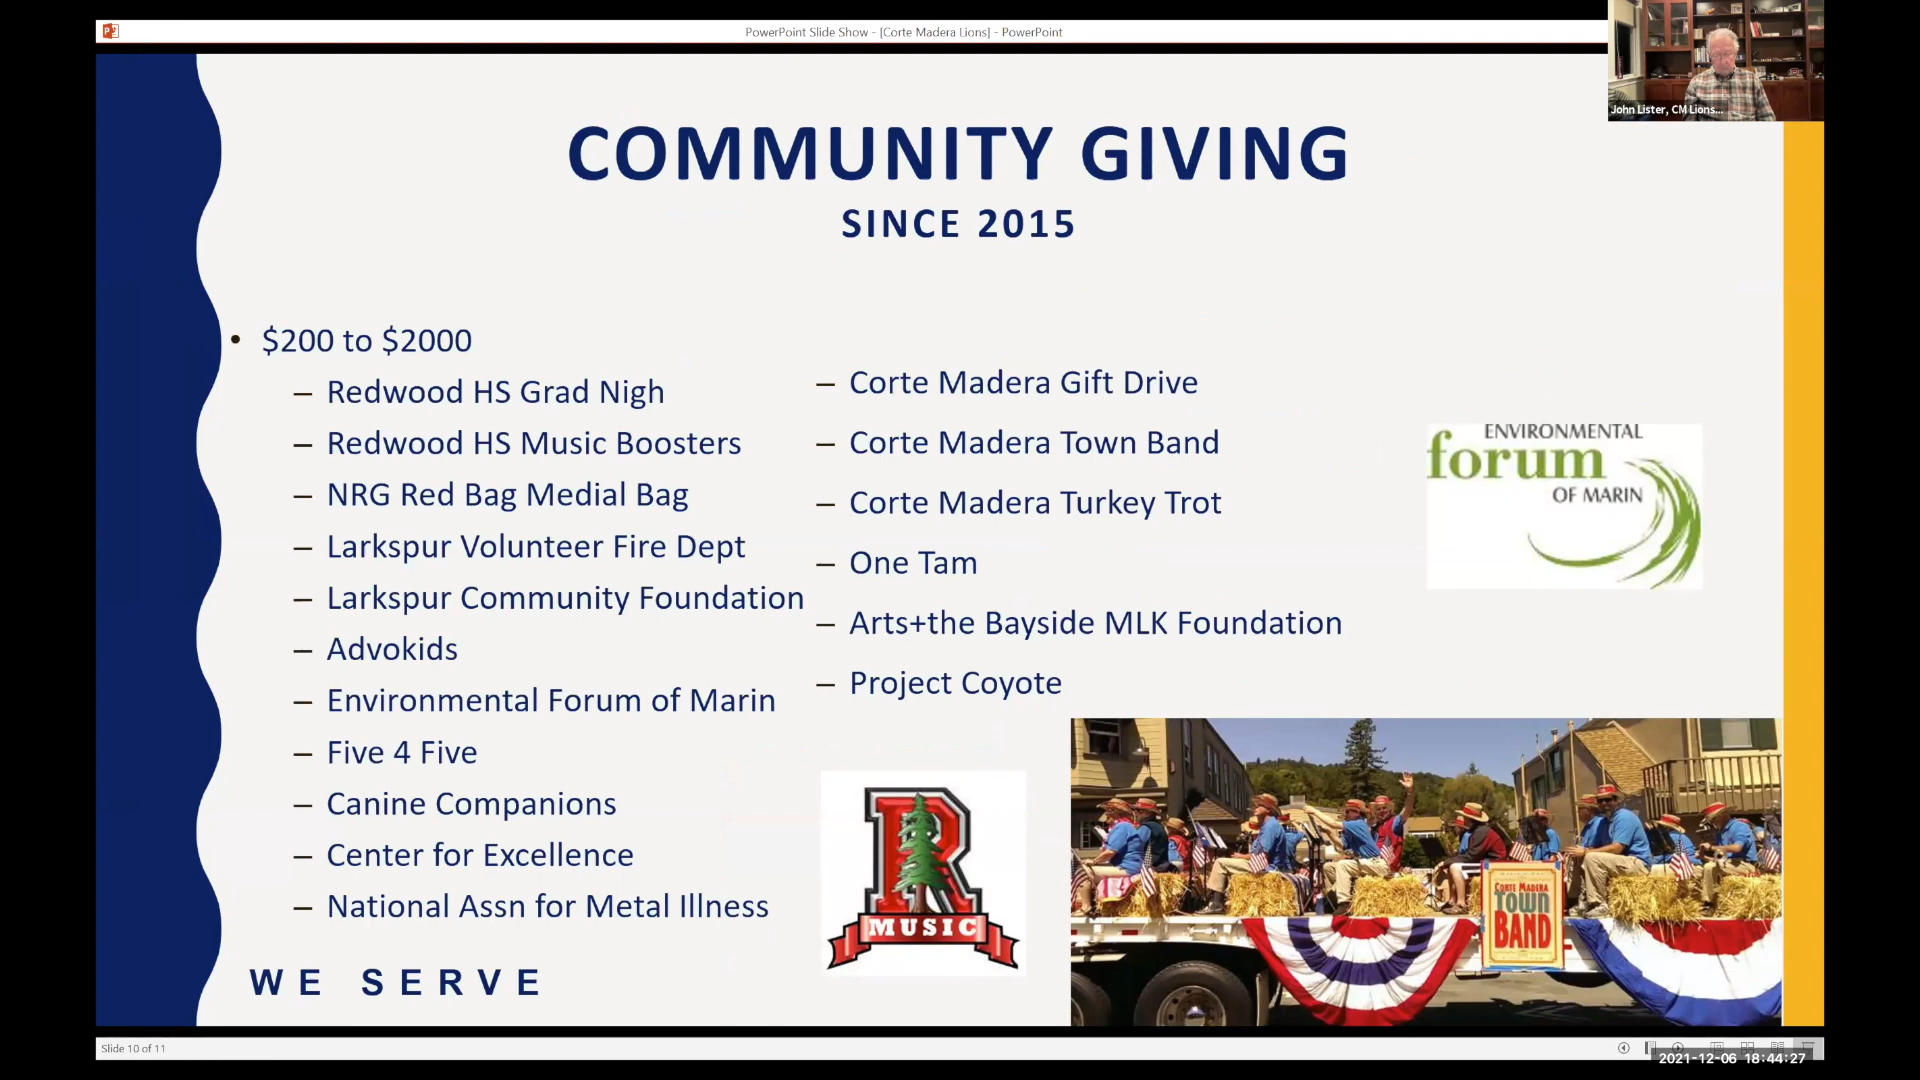 PowerPoint Slide Show - [Corte Madera Lions] - PowerPoint
John Lister, CM Lions...
COMMUNITY GIVING
SINCE 2015
• $200 to $2000
– Redwood HS Grad Nigh
– Redwood HS Music Boosters
– NRG Red Bag Medial Bag
– Larkspur Volunteer Fire Dept
– Larkspur Community Foundation
– Advokids
– Environmental Forum of Marin
– Five 4 Five
– Canine Companions
– Center for Excellence
– National Assn for Metal Illness
– Corte Madera Gift Drive
– Corte Madera Town Band
– Corte Madera Turkey Trot
– One Tam
– Arts+the Bayside MLK Foundation
– Project Coyote
ENVIRONMENTAL
forum
OF MARIN
R
MUSIC
CORTE MADERA
TOWN
BAND
WE SERVE
Slide 10 of 11
2021-12-06 18:44:27